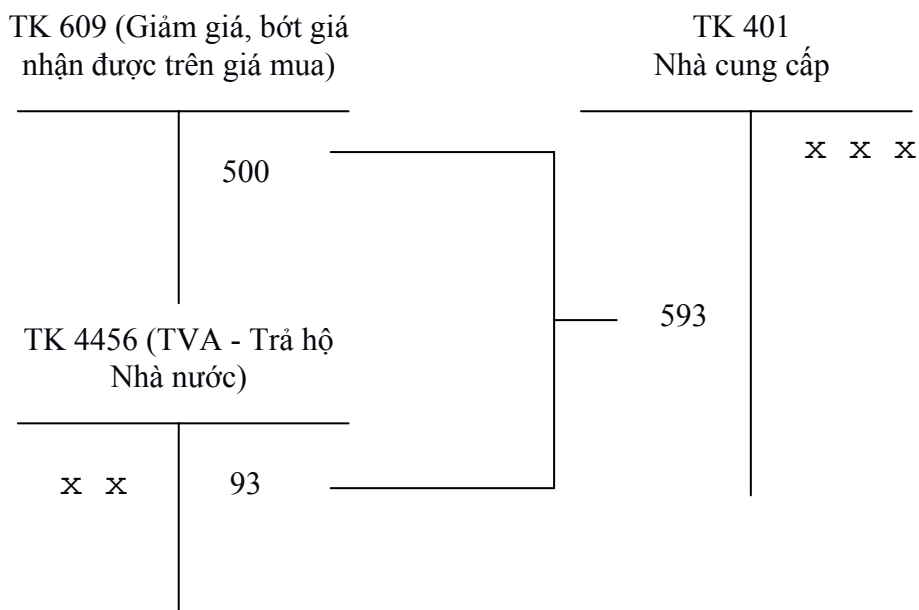 TK 609 (Giảm giá, bớt giá
nhận được trên giá mua)
TK 401
Nhà cung cấp
x x x
500
593
TK 4456 (TVA - Trả hộ
Nhà nước)
x x
93